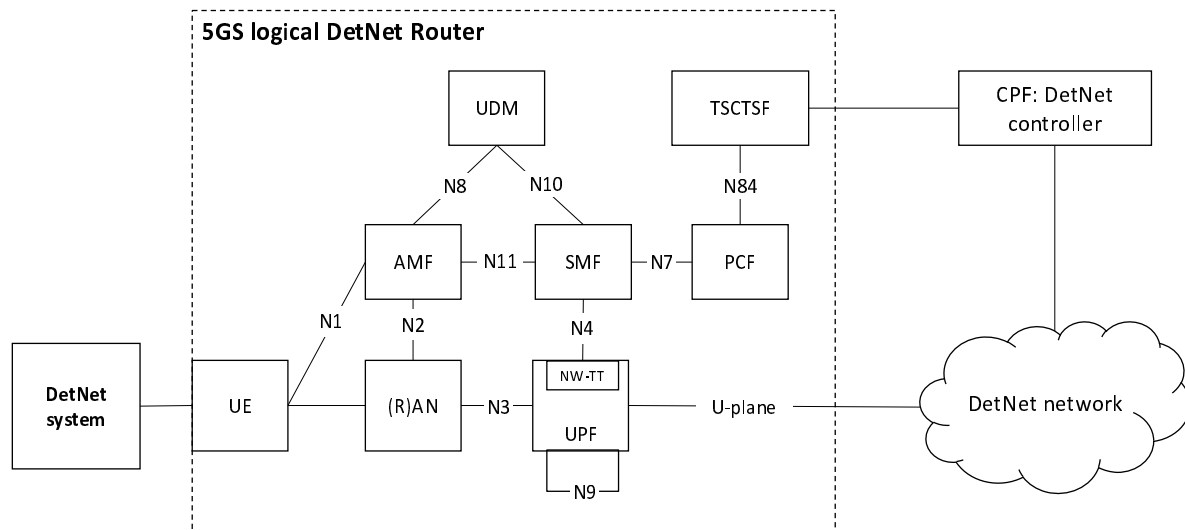 5GS logical DetNet Router
UDM
TSCTSF
CPF: DetNet
controller
N8
N10
N84
AMF
N11
SMF
N7
PCF
N1
N2
N4
DetNet
system
UE
(R)AN
N3
NW-TT
UPF
U-plane
DetNet network
N9